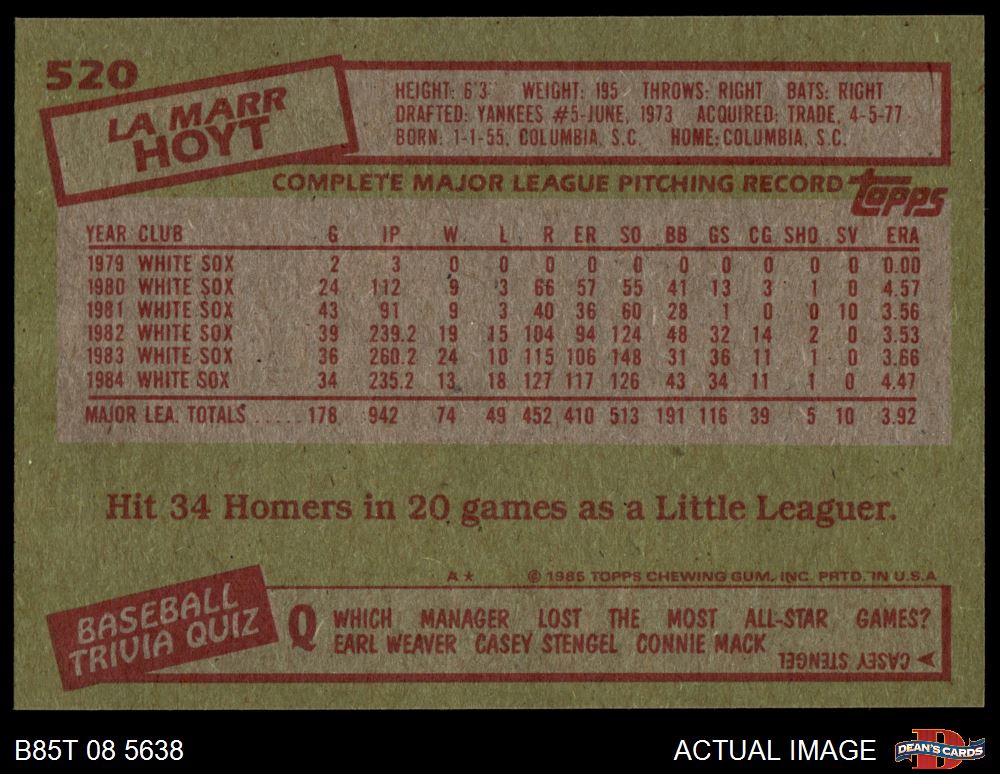 520
LA MARR
HOYT
HEIGHT: 6'3" WEIGHT: 195 THROWS: RIGHT BATS: RIGHT
DRAFTED: YANKEES #5-JUNE, 1973 ACQUIRED: TRADE, 4-5-77
BORN: 1-1-55, COLUMBIA, S.C. HOME: COLUMBIA, S.C.
COMPLETE MAJOR LEAGUE PITCHING RECORD
topps
YEAR CLUB G IP W L R ER SO BB GS CG SHO SV ERA
1979 WHITE SOX 2 3 0 0 0 0 0 0 0 0 0 0 0.00
1980 WHITE SOX 24 112 9 3 66 57 55 41 13 3 1 0 4.57
1981 WHITE SOX 43 91 9 3 40 36 60 28 1 0 0 10 3.56
1982 WHITE SOX 39 239.2 19 15 104 94 124 48 32 14 2 0 3.53
1983 WHITE SOX 36 260.2 24 10 115 106 148 31 36 11 1 0 3.66
1984 WHITE SOX 34 235.2 13 18 127 117 126 43 34 11 1 0 4.47
MAJOR LEA. TOTALS ..... 178 942 74 49 452 410 513 191 116 39 5 10 3.92
Hit 34 Homers in 20 games as a Little Leaguer.
A★ © 1985 TOPPS CHEWING GUM, INC. PRTD. IN U.S.A
BASEBALL
TRIVIA QUIZ
Q WHICH MANAGER LOST THE MOST ALL-STAR GAMES?
EARL WEAVER CASEY STENGEL CONNIE MACK
CASEY STENGEL
B85T 08 5638
ACTUAL IMAGE
D
DEAN'S CARDS